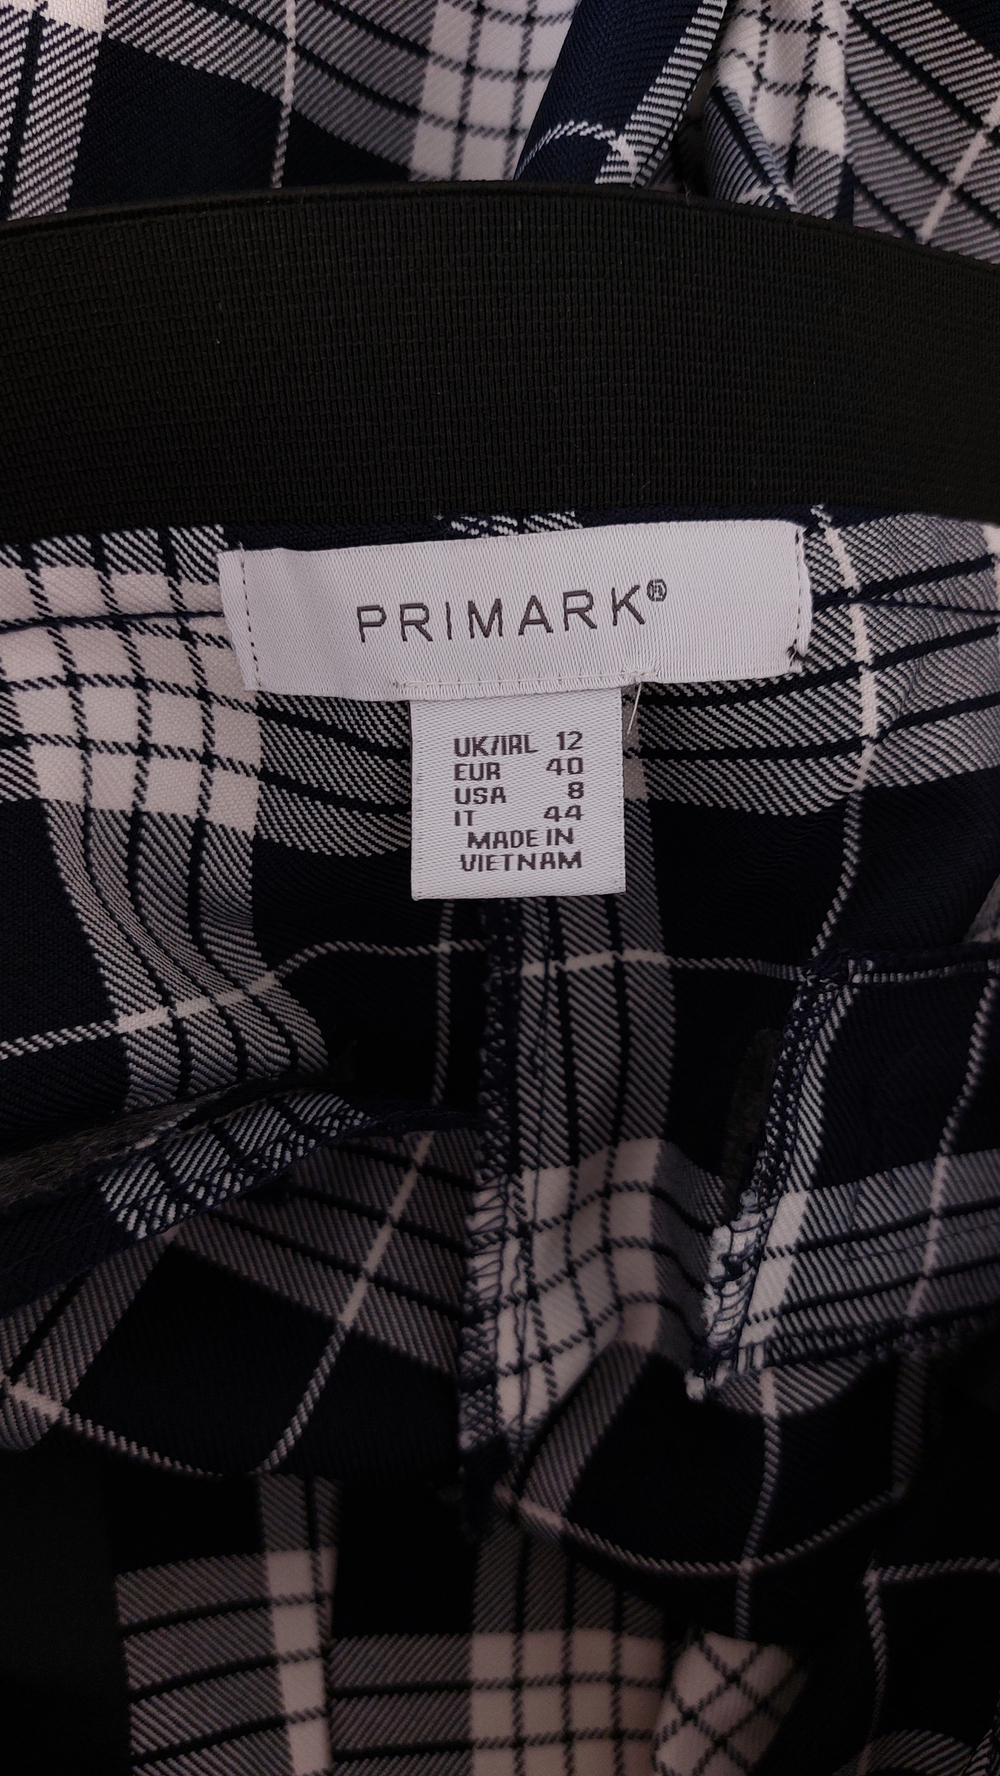 PRIMARK®
UK/IRL 12
EUR 40
USA 8
IT 44
MADE IN
VIETNAM